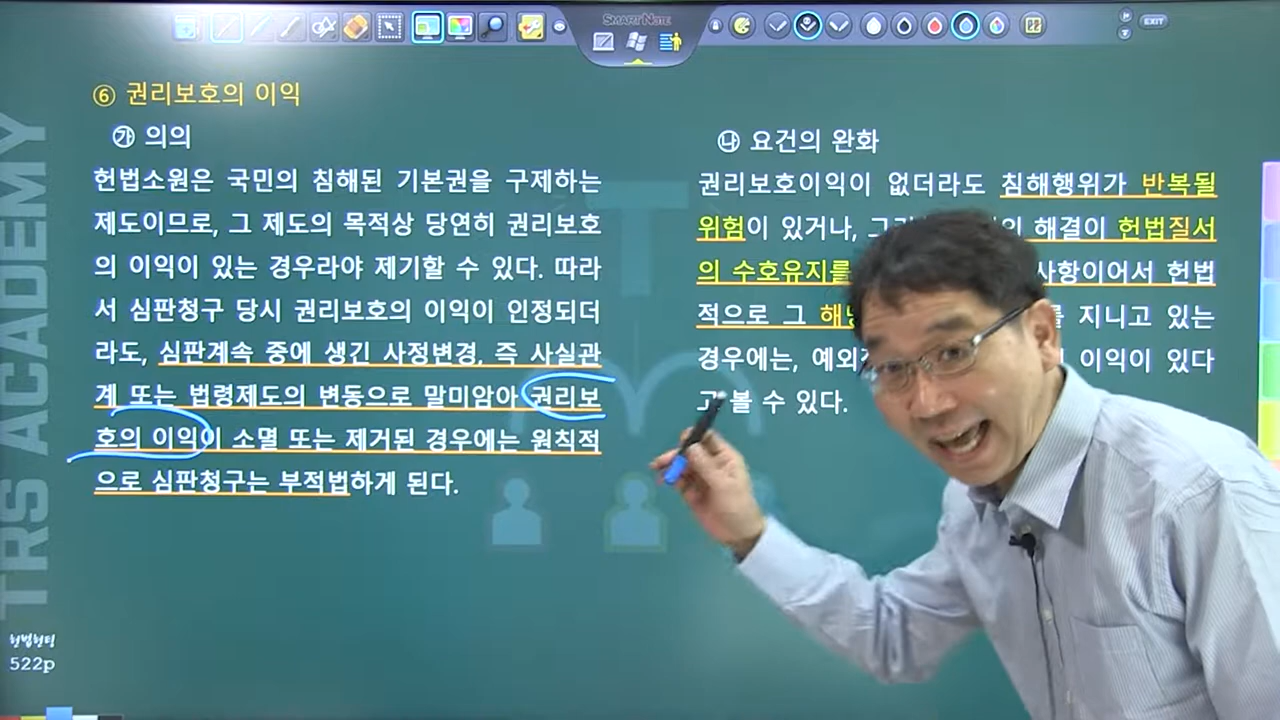 SMART NOTE
EXIT
⑥ 권리보호의 이익
㉮ 의의
헌법소원은 국민의 침해된 기본권을 구제하는
제도이므로, 그 제도의 목적상 당연히 권리보호
의 이익이 있는 경우라야 제기할 수 있다. 따라
서 심판청구 당시 권리보호의 이익이 인정되더
라도, 심판계속 중에 생긴 사정변경, 즉 사실관
계 또는 법령제도의 변동으로 말미암아 권리보
호의 이익이 소멸 또는 제거된 경우에는 원칙적
으로 심판청구는 부적법하게 된다.
㉯ 요건의 완화
권리보호이익이 없더라도 침해행위가 반복될
위험이 있거나, 해결이 헌법질서
의 수호유지를 사항이어서 헌법
적으로 그 지니고 있는
경우에는, 이익이 있다
고 볼 수 있다.
TRS ACADEMY
헌법헌팅
522p